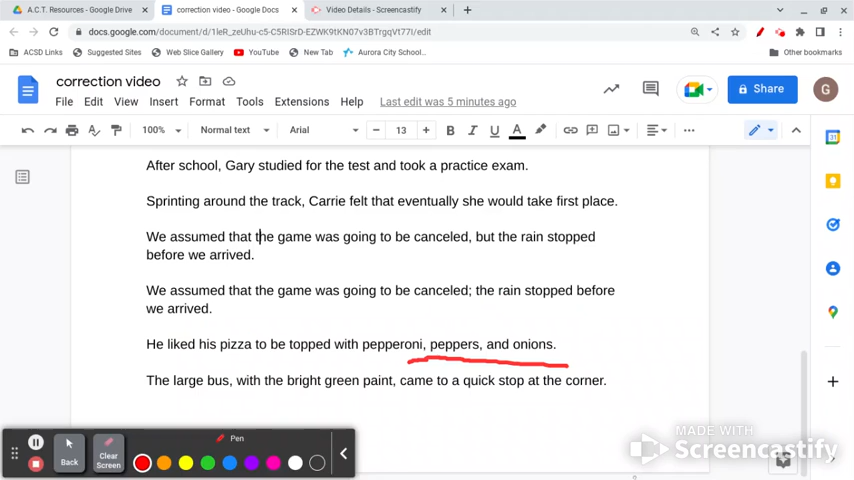 A.C.T. Resources - Google Drive
correction video - Google Docs
Video Details - Screencastify
docs.google.com/document/d/1leR_zeUhu-c5-C5RISrD-EZWK9tKN07v3BTrgqVt77I/edit
ACSD Links
Suggested Sites
Web Slice Gallery
YouTube
New Tab
Aurora City School...
Other bookmarks
correction video
File Edit View Insert Format Tools Extensions Help Last edit was 5 minutes ago
Share
G
100% Normal text Arial 13 B I U A
After school, Gary studied for the test and took a practice exam.
Sprinting around the track, Carrie felt that eventually she would take first place.
We assumed that the game was going to be canceled, but the rain stopped
before we arrived.
We assumed that the game was going to be canceled; the rain stopped before
we arrived.
He liked his pizza to be topped with pepperoni, peppers, and onions.
The large bus, with the bright green paint, came to a quick stop at the corner.
Pen
Back
Clear
Screen
MADE WITH
Screencastify